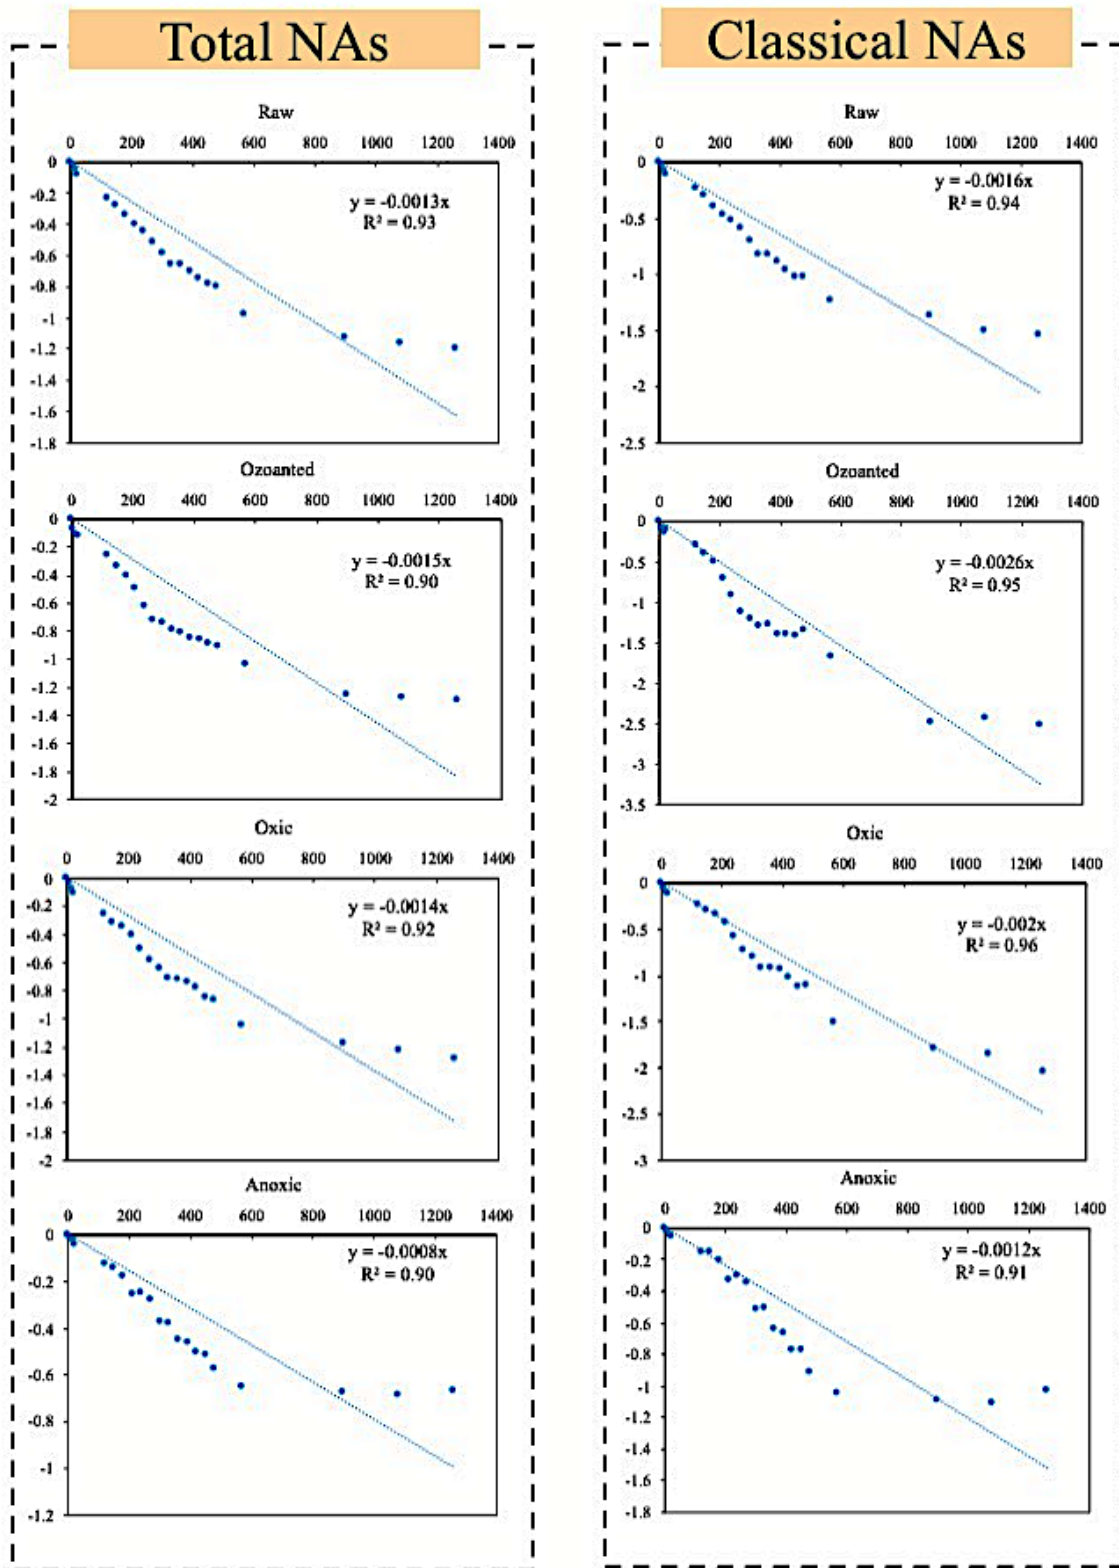 Total NAs
Raw
0 200 400 600 800 1000 1200 1400
0
-0.2
-0.4
-0.6
-0.8
-1
-1.2
-1.4
-1.6
-1.8
y = -0.0013x
R² = 0.93
Ozoanted
0 200 400 600 800 1000 1200 1400
0
-0.2
-0.4
-0.6
-0.8
-1
-1.2
-1.4
-1.6
-1.8
-2
y = -0.0015x
R² = 0.90
Oxic
0 200 400 600 800 1000 1200 1400
0
-0.2
-0.4
-0.6
-0.8
-1
-1.2
-1.4
-1.6
-1.8
-2
y = -0.0014x
R² = 0.92
Anoxic
0 200 400 600 800 1000 1200 1400
0
-0.2
-0.4
-0.6
-0.8
-1
-1.2
y = -0.0008x
R² = 0.90
Classical NAs
Raw
0 200 400 600 800 1000 1200 1400
0
-0.5
-1
-1.5
-2
-2.5
y = -0.0016x
R² = 0.94
Ozoanted
0 200 400 600 800 1000 1200 1400
0
-0.5
-1
-1.5
-2
-2.5
-3
-3.5
y = -0.0026x
R² = 0.95
Oxic
0 200 400 600 800 1000 1200 1400
0
-0.5
-1
-1.5
-2
-2.5
-3
y = -0.002x
R² = 0.96
Anoxic
0 200 400 600 800 1000 1200 1400
0
-0.2
-0.4
-0.6
-0.8
-1
-1.2
-1.4
-1.6
-1.8
y = -0.0012x
R² = 0.91